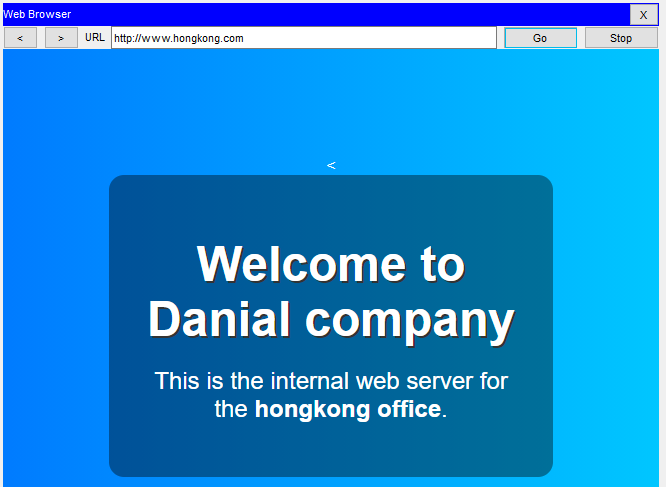 Web Browser X
< > URL http://www.hongkong.com Go Stop
<
Welcome to
Danial company
This is the internal web server for
the hongkong office.